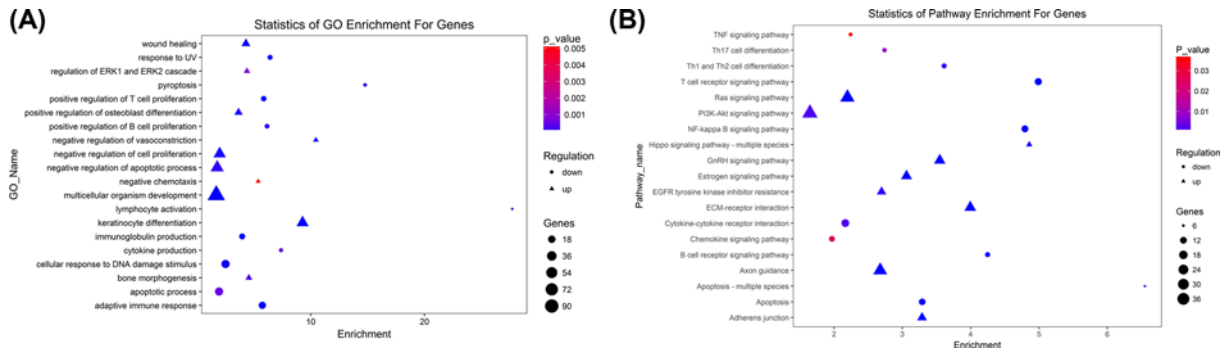 (A)
Statistics of GO Enrichment For Genes
GO_Name
wound healing
response to UV
regulation of ERK1 and ERK2 cascade
pyroptosis
positive regulation of T cell proliferation
positive regulation of osteoblast differentiation
positive regulation of B cell proliferation
negative regulation of vasoconstriction
negative regulation of cell proliferation
negative regulation of apoptotic process
negative chemotaxis
multicellular organism development
lymphocyte activation
keratinocyte differentiation
immunoglobulin production
cytokine production
cellular response to DNA damage stimulus
bone morphogenesis
apoptotic process
adaptive immune response
10
20
Enrichment
p_value
0.005
0.004
0.003
0.002
0.001
Regulation
down
up
Genes
18
36
54
72
90
(B)
Statistics of Pathway Enrichment For Genes
Pathway_name
TNF signaling pathway
Th17 cell differentiation
Th1 and Th2 cell differentiation
T cell receptor signaling pathway
Ras signaling pathway
PI3K-Akt signaling pathway
NF-kappa B signaling pathway
Hippo signaling pathway - multiple species
GnRH signaling pathway
Estrogen signaling pathway
EGFR tyrosine kinase inhibitor resistance
ECM-receptor interaction
Cytokine-cytokine receptor interaction
Chemokine signaling pathway
B cell receptor signaling pathway
Axon guidance
Apoptosis - multiple species
Apoptosis
Adherens junction
2
3
4
5
6
Enrichment
P_value
0.03
0.02
0.01
Regulation
down
up
Genes
6
12
18
24
30
36